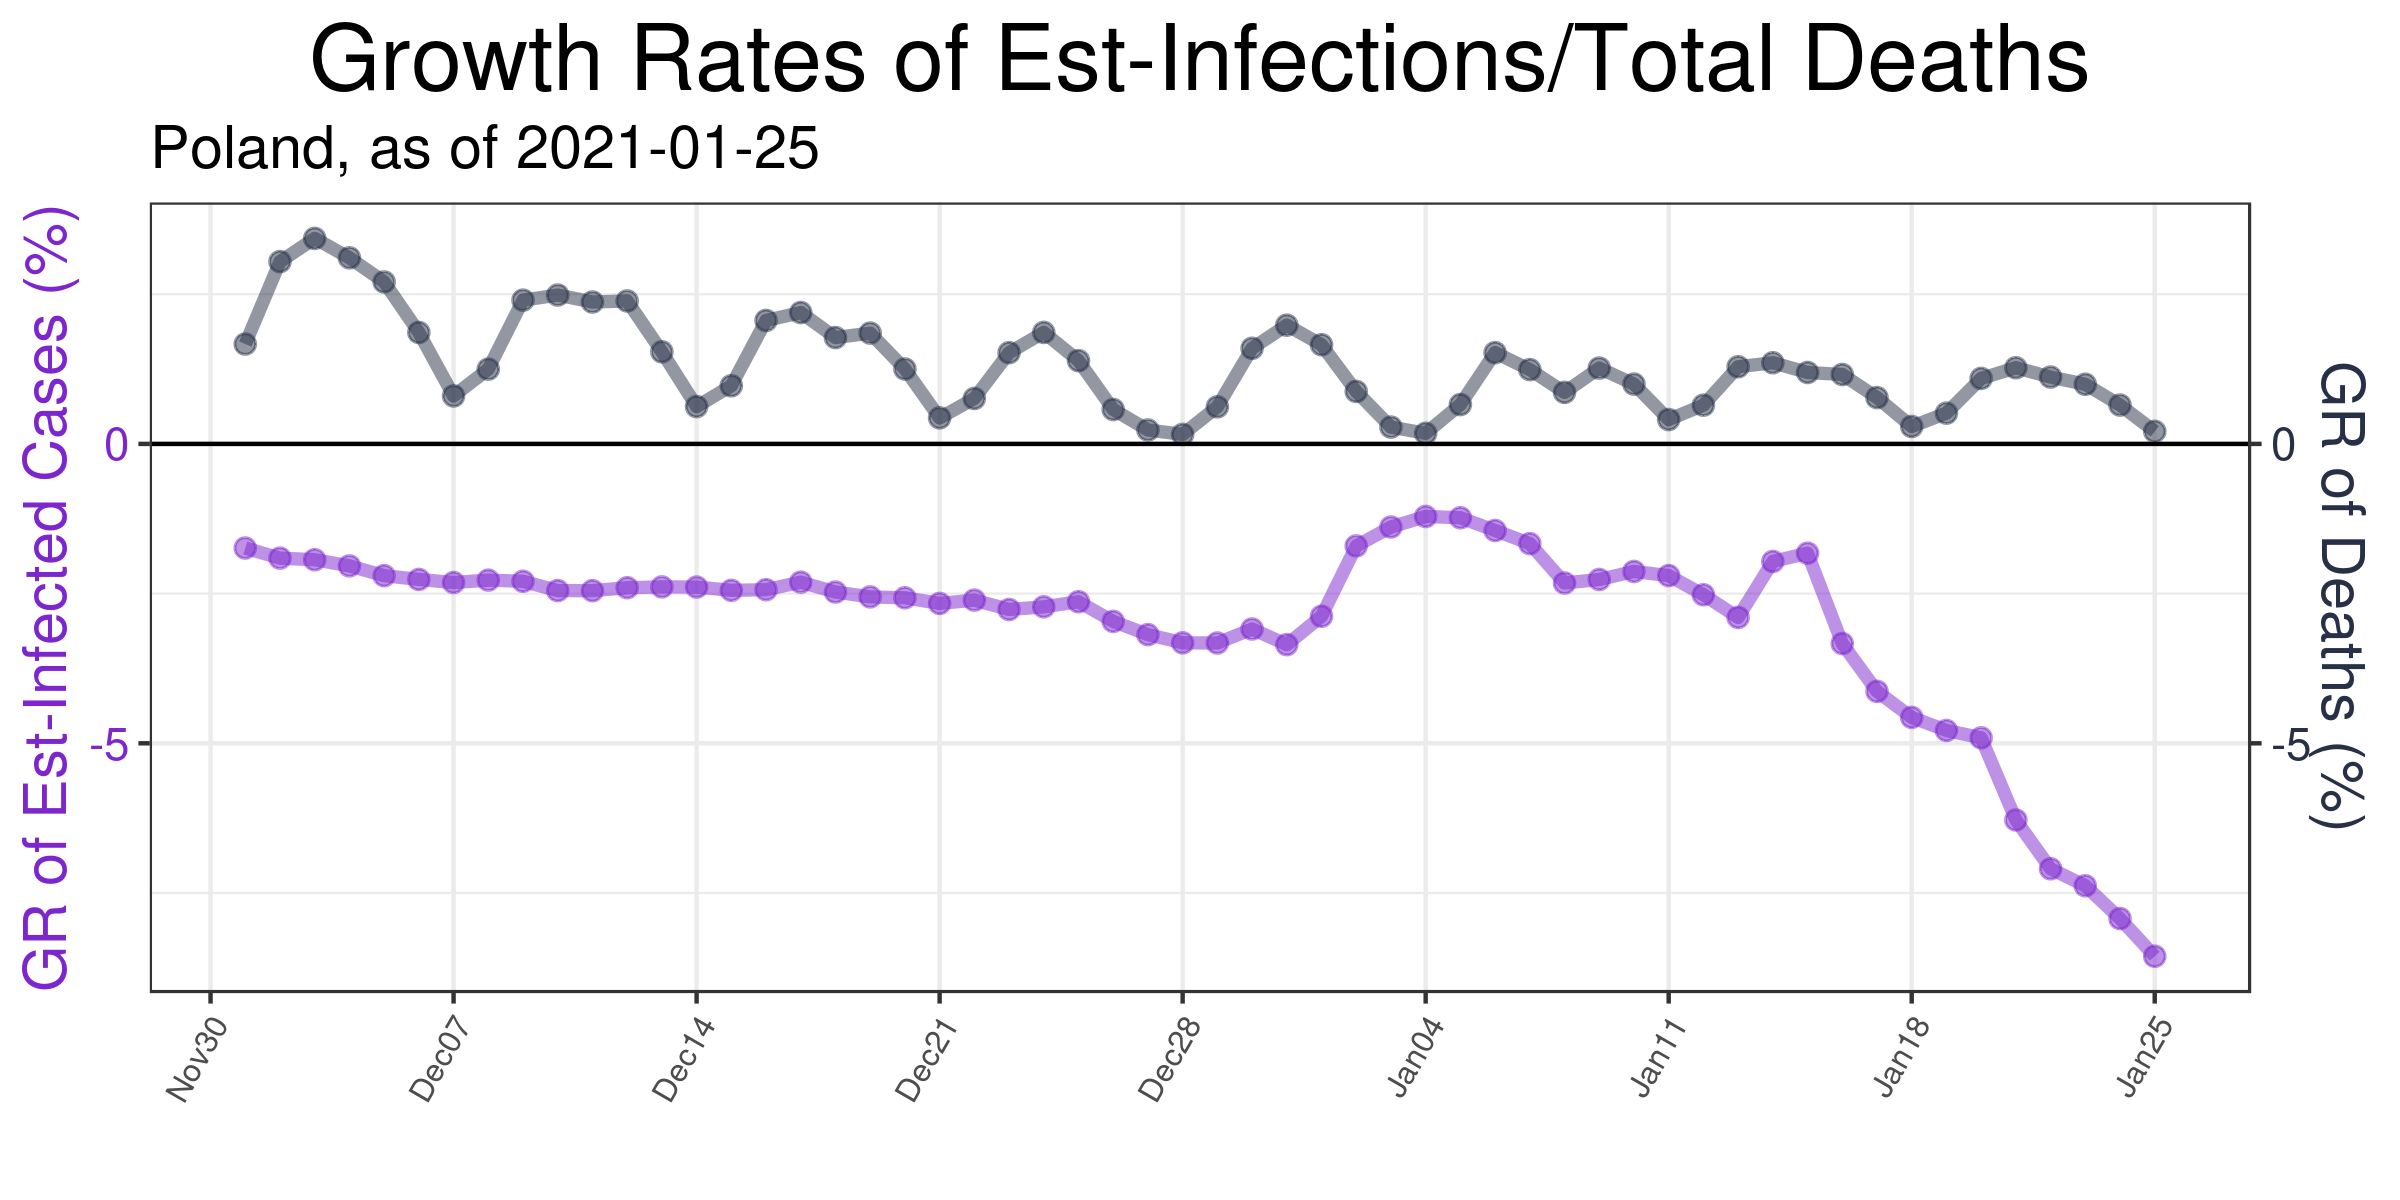 Growth Rates of Est-Infections/Total Deaths
Poland, as of 2021-01-25
GR of Est-Infected Cases (%)
0
-5
GR of Deaths (%)
0
-5
Nov30
Dec07
Dec14
Dec21
Dec28
Jan04
Jan11
Jan18
Jan25